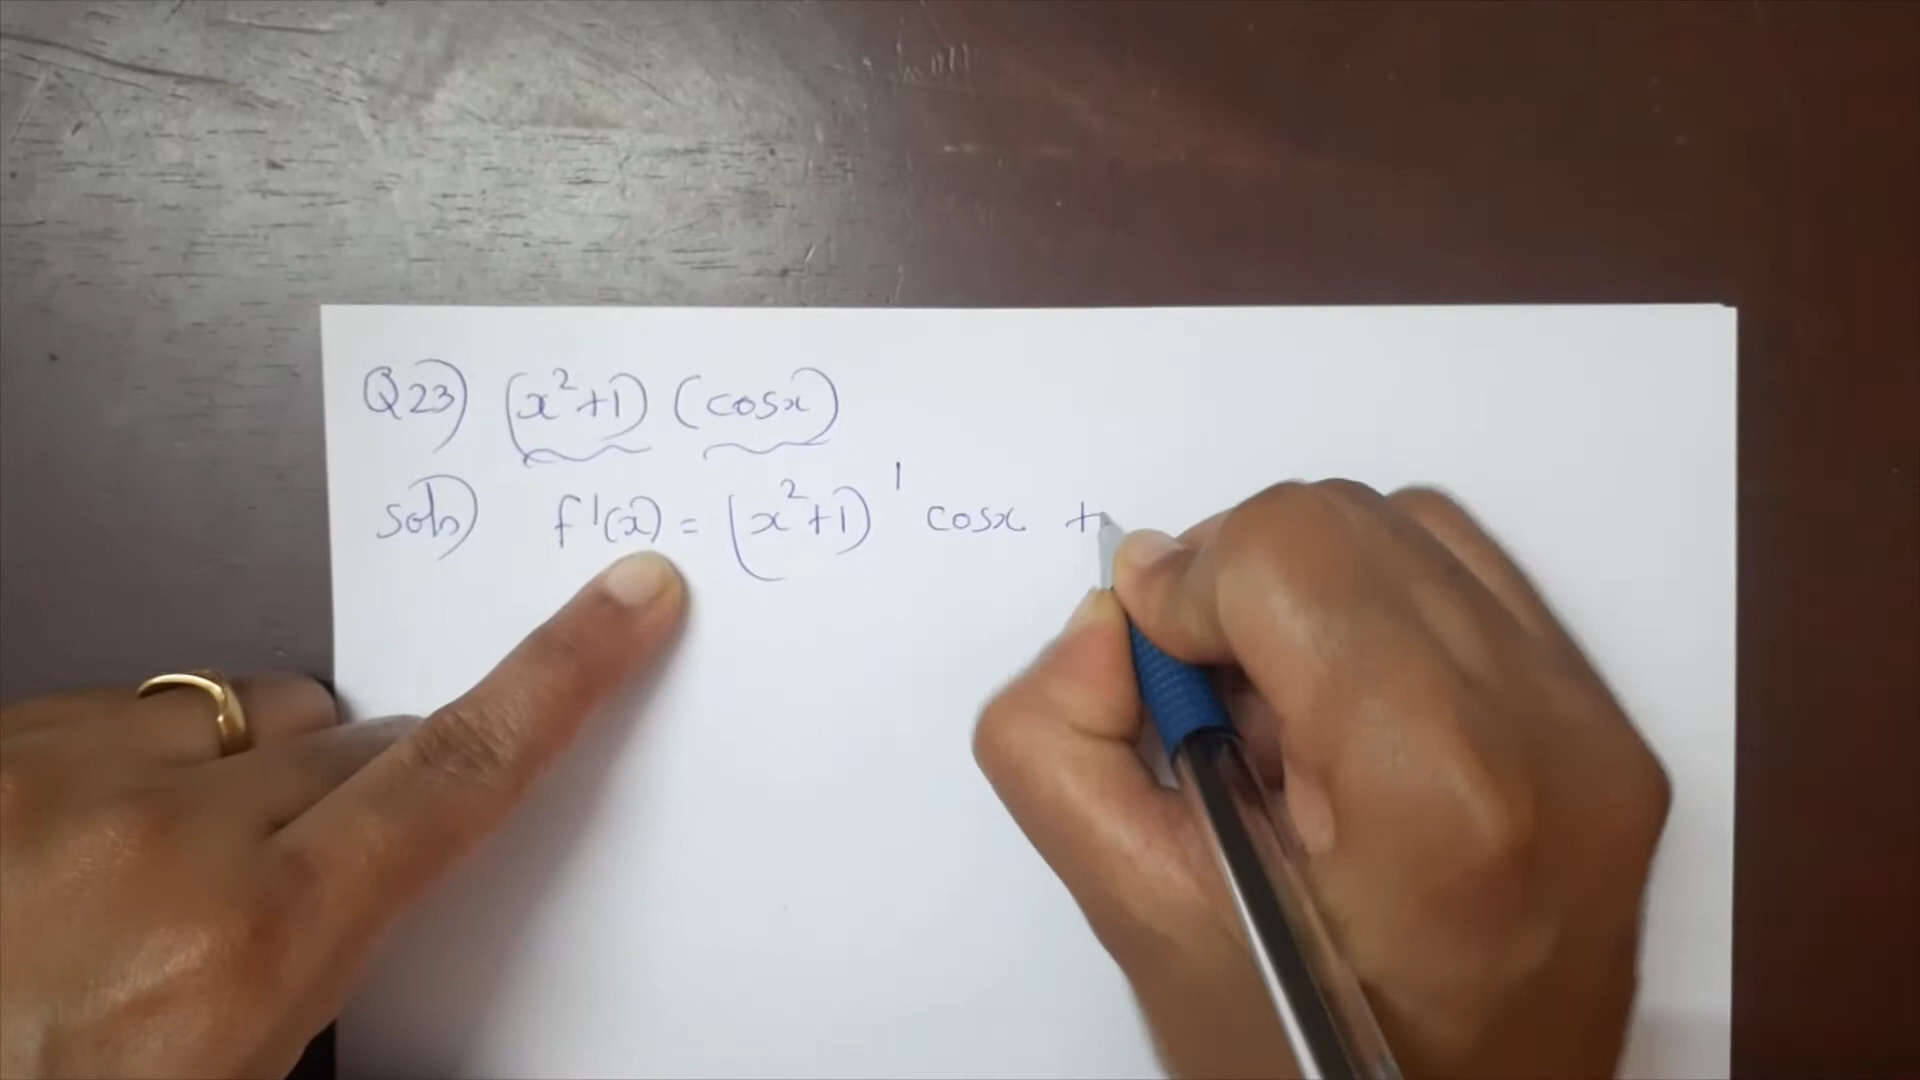 Q23) (x²+1) (cosx)
soln) f'(x) = (x²+1)' cosx +